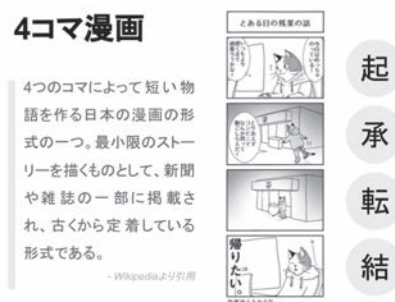 4コマ漫画
4つのコマによって短い物
語を作る日本の漫画の形
式の一つ。最小限のストー
リーを描くものとして、新聞
や雑誌の一部に掲載さ
れ、古くから定着している
形式である。
- Wikipediaより引用
とある日の残業の話
帰りたい。
起
承
転
結